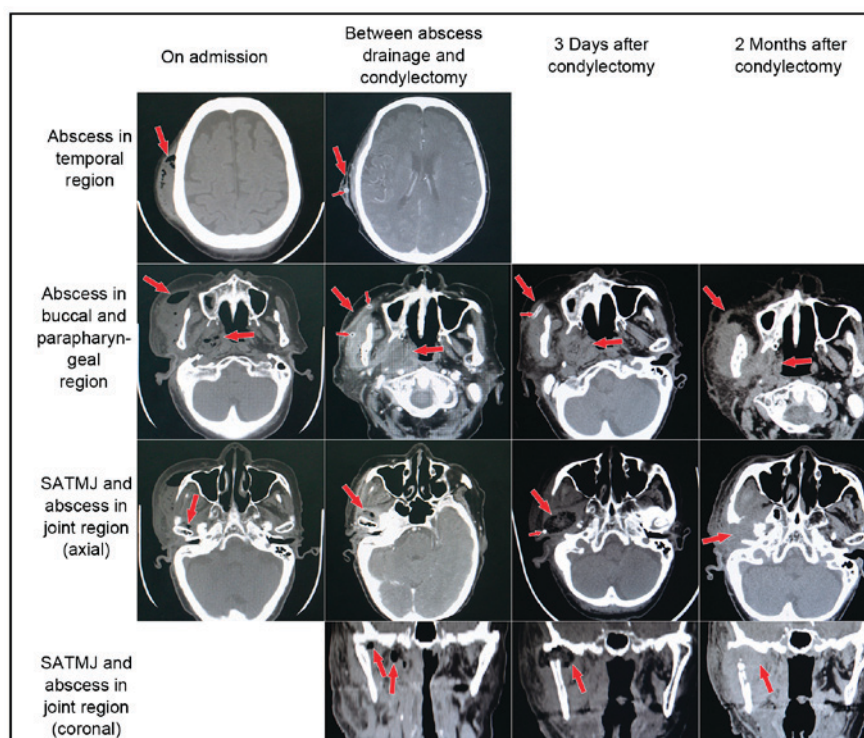 On admission
Between abscess
drainage and
condylectomy
3 Days after
condylectomy
2 Months after
condylectomy
Abscess in
temporal
region
Abscess in
buccal and
parapharyn-
geal
region
SATMJ and
abscess in
joint region
(axial)
SATMJ and
abscess in
joint region
(coronal)